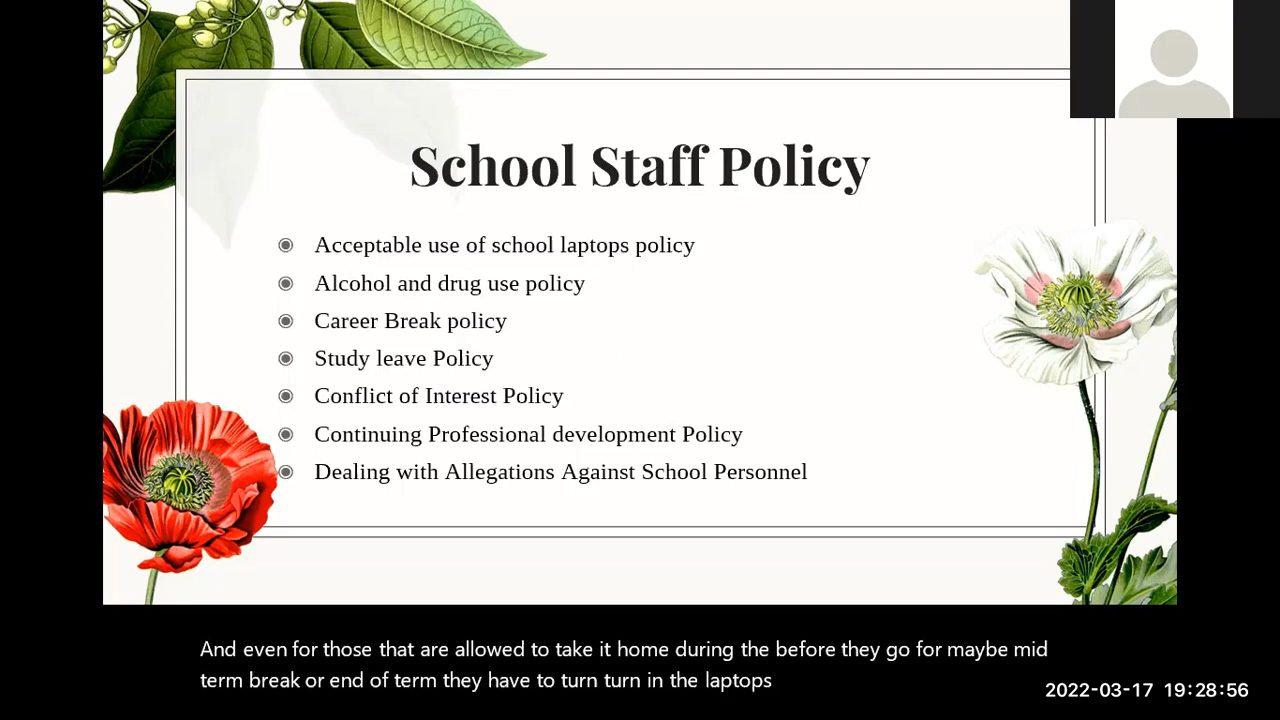 School Staff Policy
Acceptable use of school laptops policy
Alcohol and drug use policy
Career Break policy
Study leave Policy
Conflict of Interest Policy
Continuing Professional development Policy
Dealing with Allegations Against School Personnel
And even for those that are allowed to take it home during the before they go for maybe mid
term break or end of term they have to turn turn in the laptops
2022-03-17 19:28:56